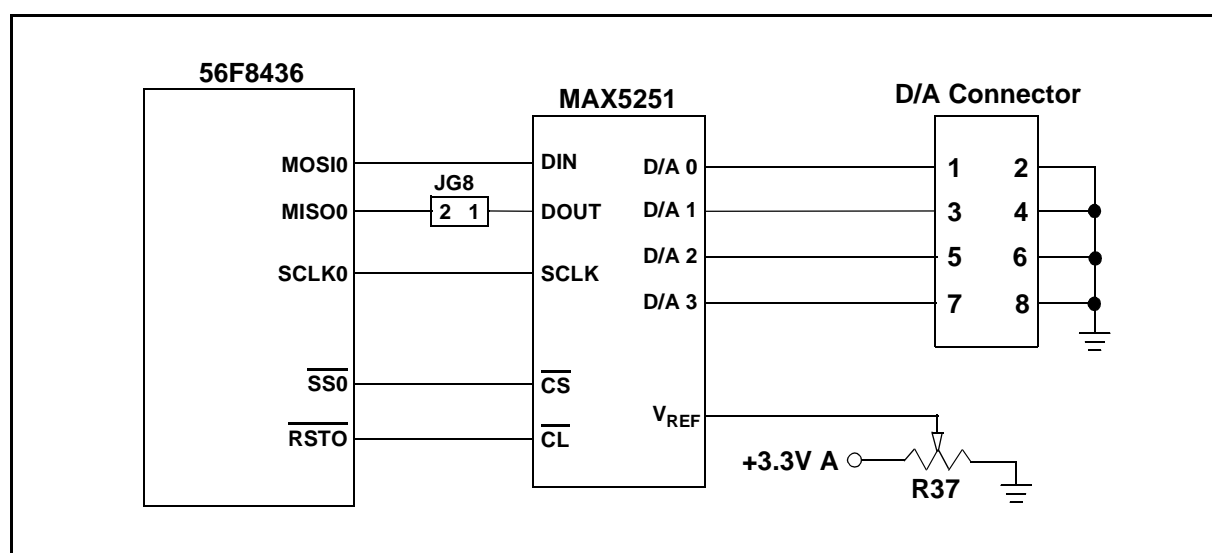 56F8436
MOSI0
MISO0
SCLK0
SS0
RSTO
JG8
2 1
MAX5251
DIN
DOUT
SCLK
CS
CL
D/A 0
D/A 1
D/A 2
D/A 3
VREF
D/A Connector
1 2
3 4
5 6
7 8
+3.3V A
R37